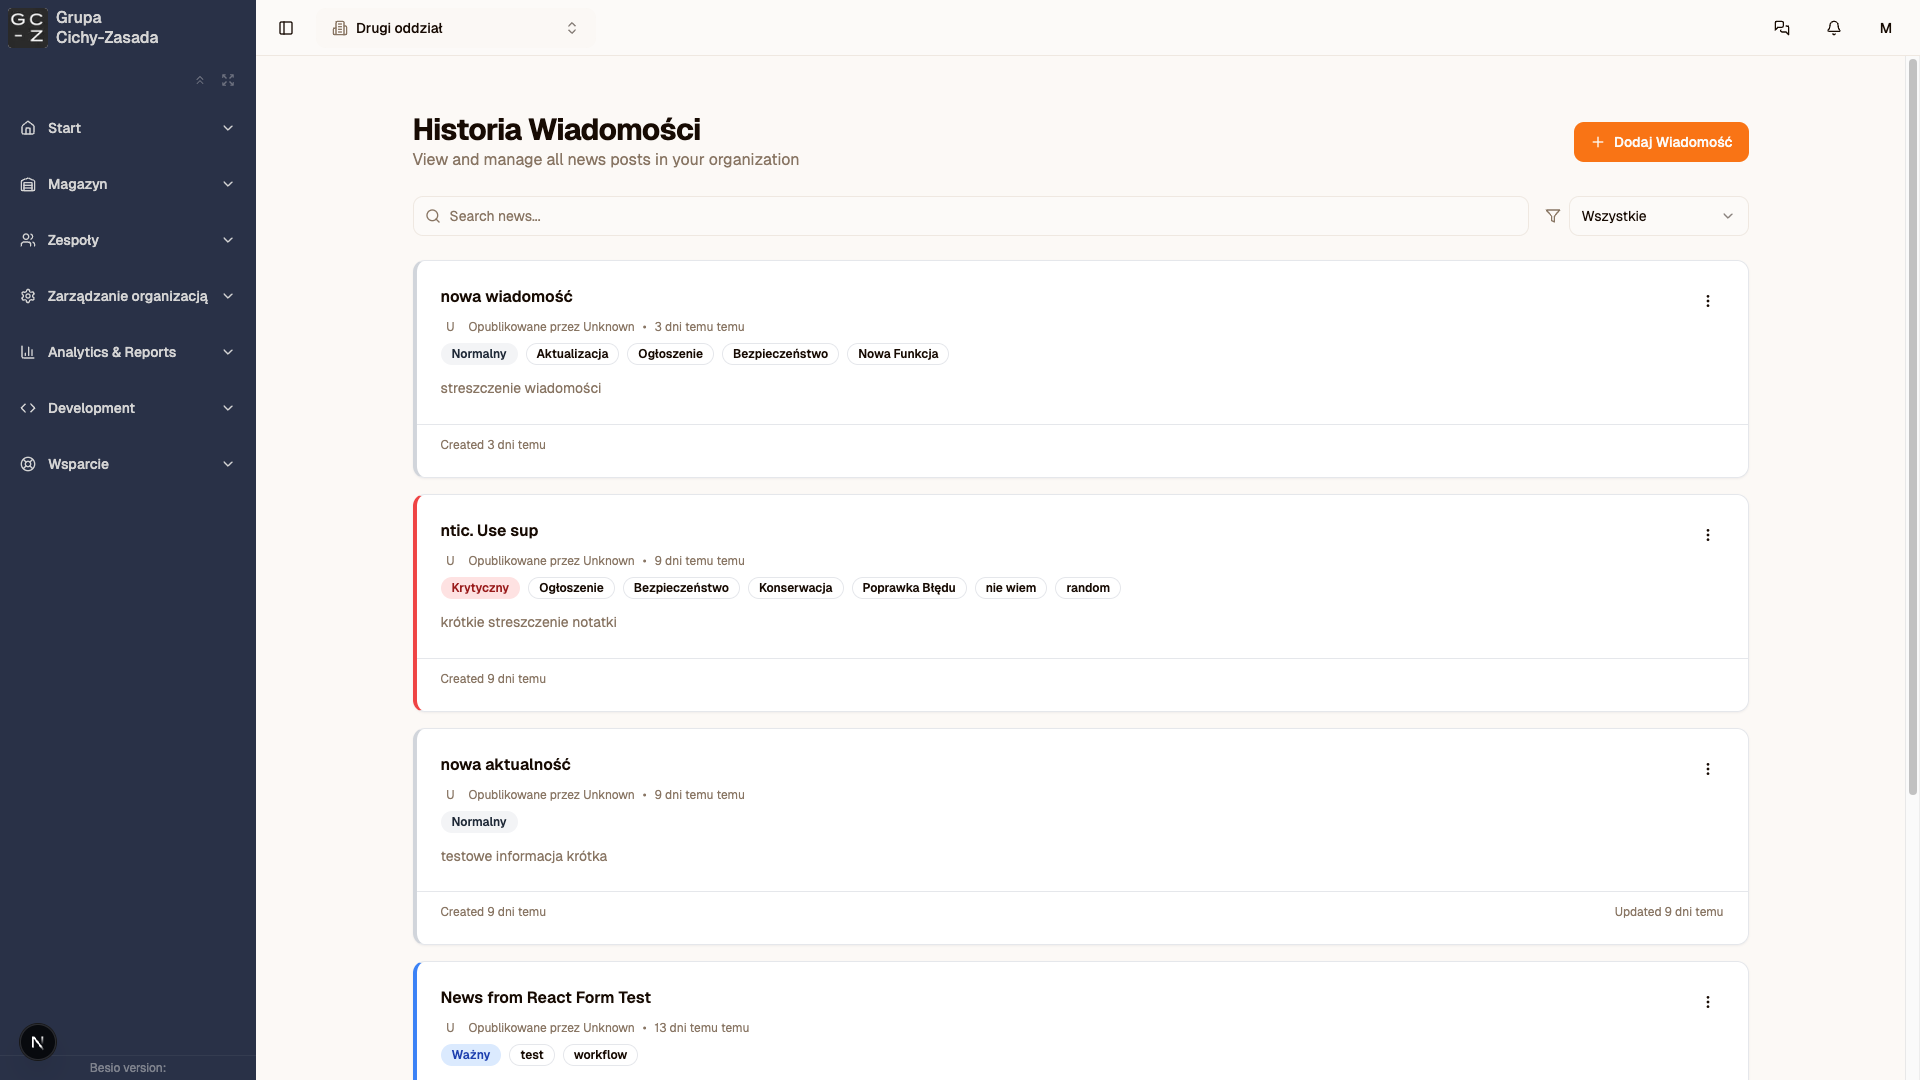 GC
-Z
Grupa
Cichy-Zasada
Drugi oddział
M
Start
Magazyn
Zespoły
Zarządzanie organizacją
Analytics & Reports
Development
Wsparcie
N
Besio version:
Historia Wiadomości
View and manage all news posts in your organization
Dodaj Wiadomość
Search news...
Wszystkie
nowa wiadomość
U Opublikowane przez Unknown • 3 dni temu temu
Normalny Aktualizacja Ogłoszenie Bezpieczeństwo Nowa Funkcja
streszczenie wiadomości
Created 3 dni temu
ntic. Use sup
U Opublikowane przez Unknown • 9 dni temu temu
Krytyczny Ogłoszenie Bezpieczeństwo Konserwacja Poprawka Błędu nie wiem random
krótkie streszczenie notatki
Created 9 dni temu
nowa aktualność
U Opublikowane przez Unknown • 9 dni temu temu
Normalny
testowe informacja krótka
Created 9 dni temu Updated 9 dni temu
News from React Form Test
U Opublikowane przez Unknown • 13 dni temu temu
Ważny test workflow